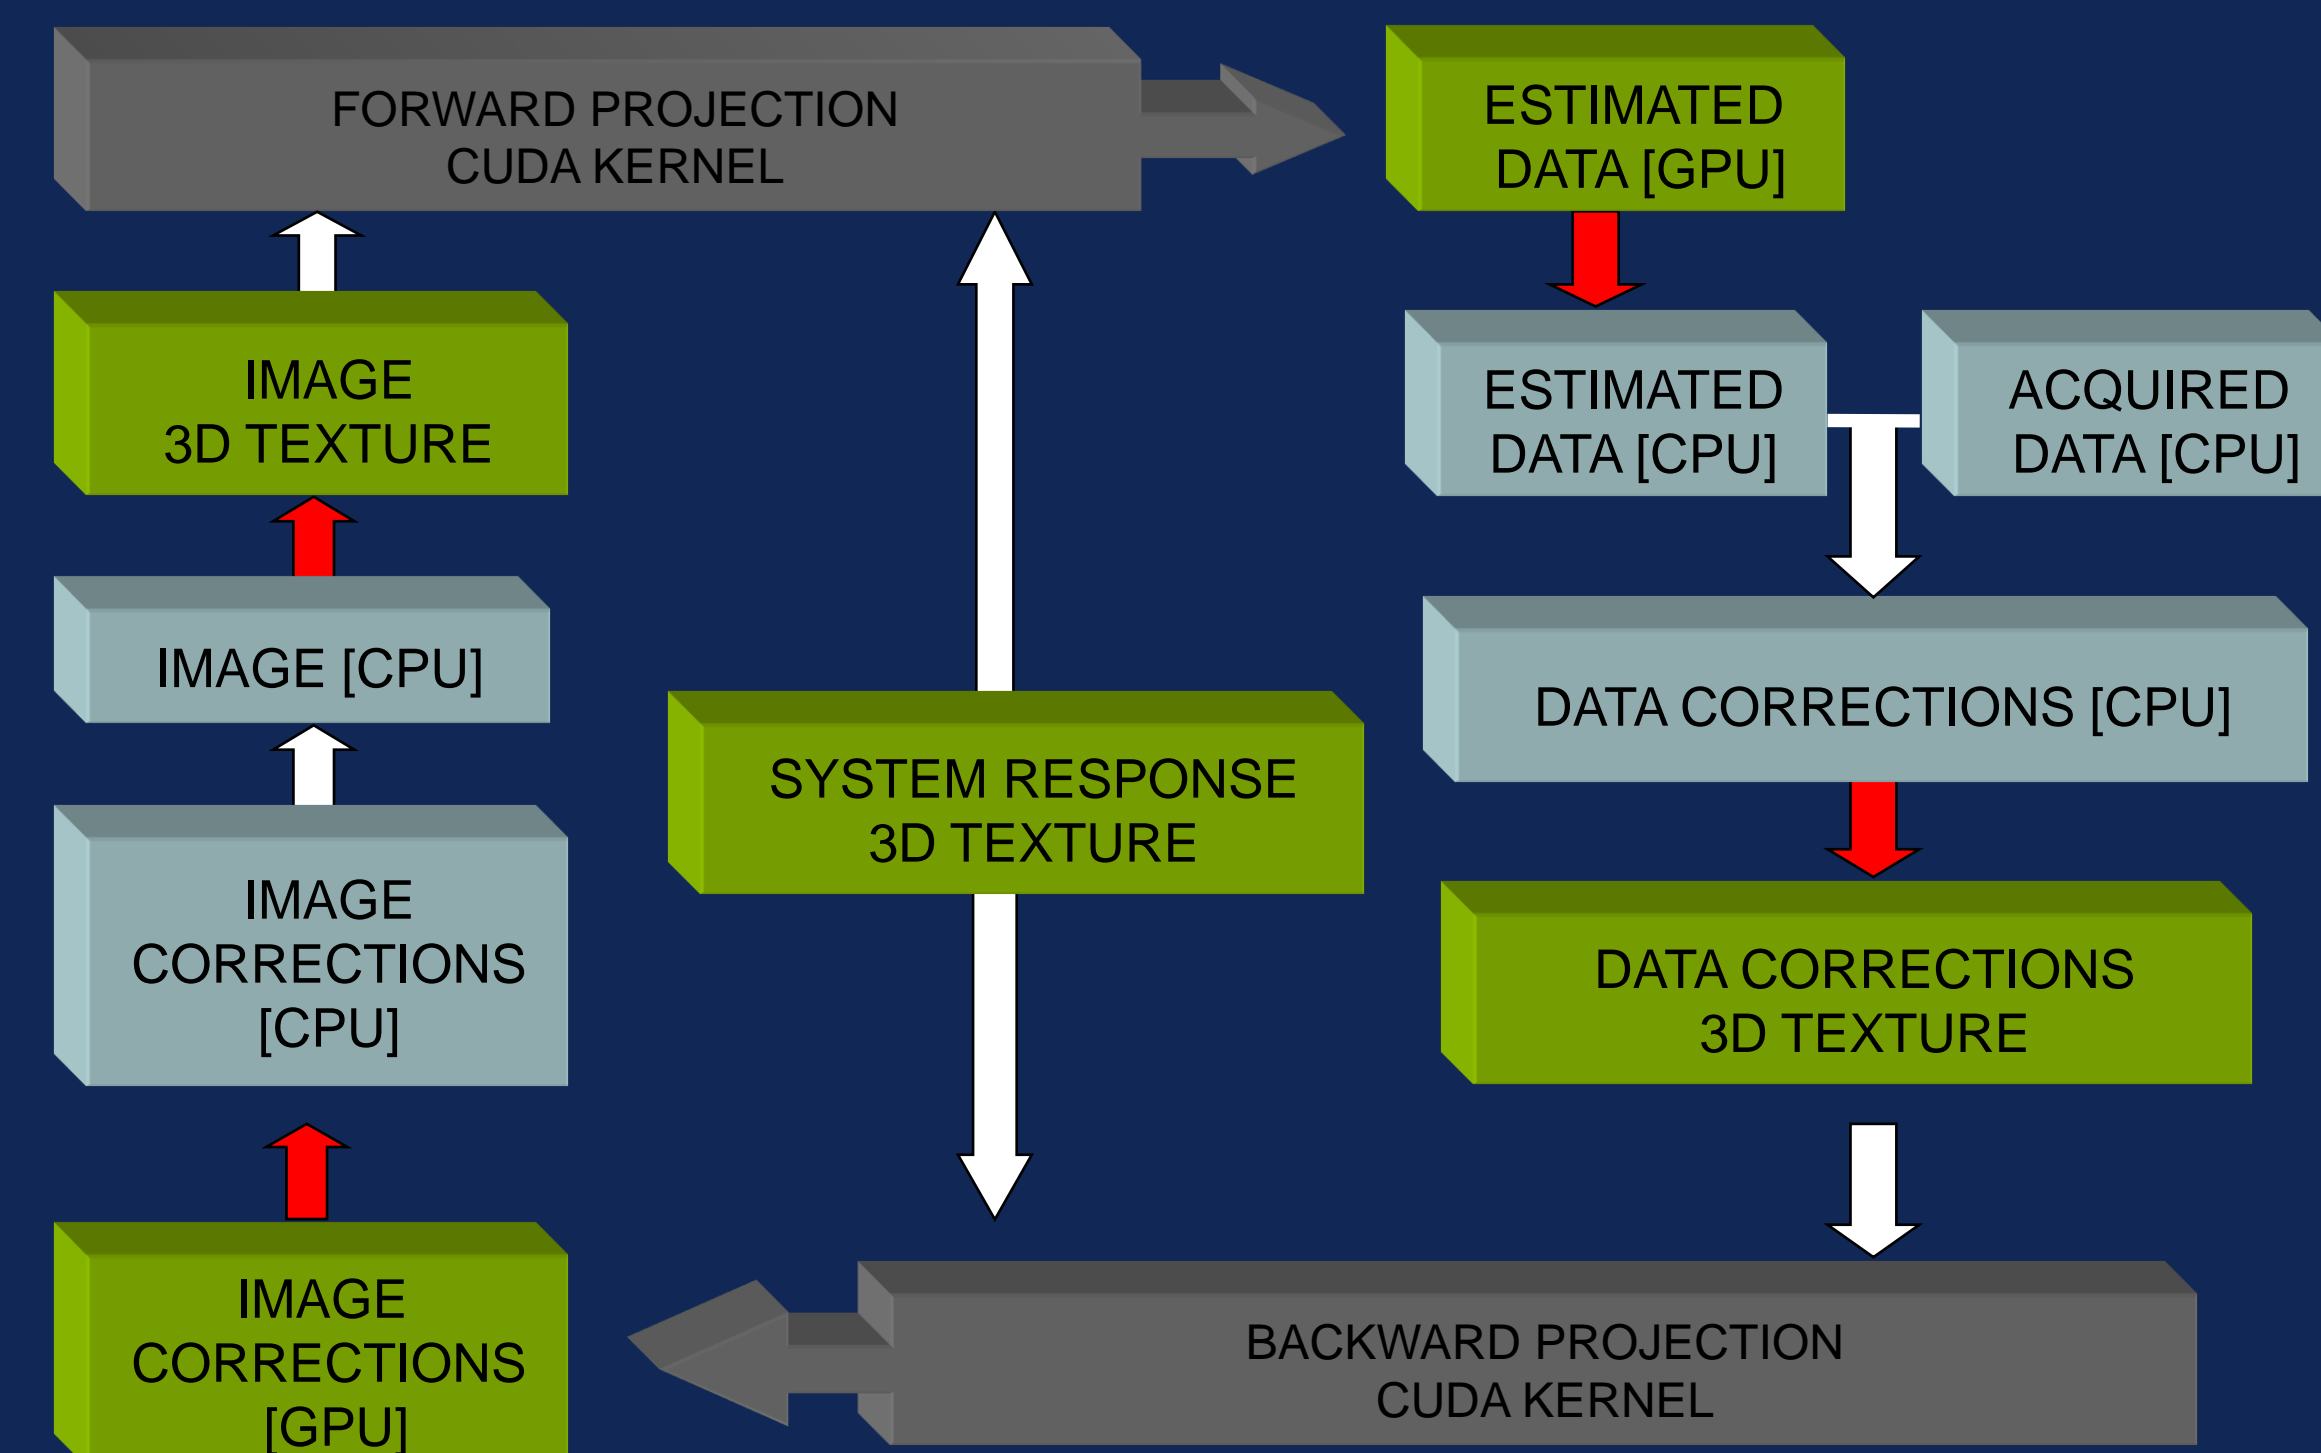 FORWARD PROJECTION
CUDA KERNEL
ESTIMATED
DATA [GPU]
IMAGE
3D TEXTURE
ESTIMATED
DATA [CPU]
ACQUIRED
DATA [CPU]
IMAGE [CPU]
SYSTEM RESPONSE
3D TEXTURE
DATA CORRECTIONS [CPU]
IMAGE
CORRECTIONS
[CPU]
DATA CORRECTIONS
3D TEXTURE
IMAGE
CORRECTIONS
[GPU]
BACKWARD PROJECTION
CUDA KERNEL